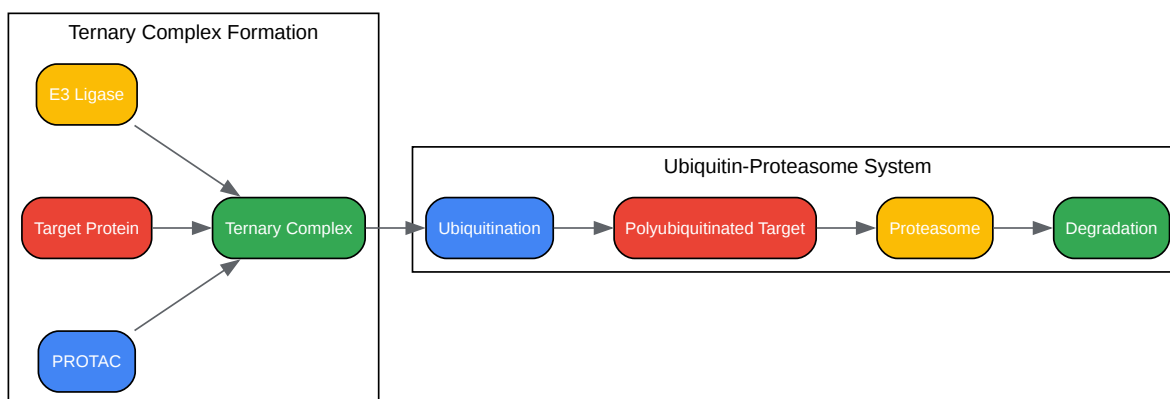 Ternary Complex Formation
E3 Ligase
Target Protein
PROTAC
Ternary Complex
Ubiquitin-Proteasome System
Ubiquitination
Polyubiquitinated Target
Proteasome
Degradation